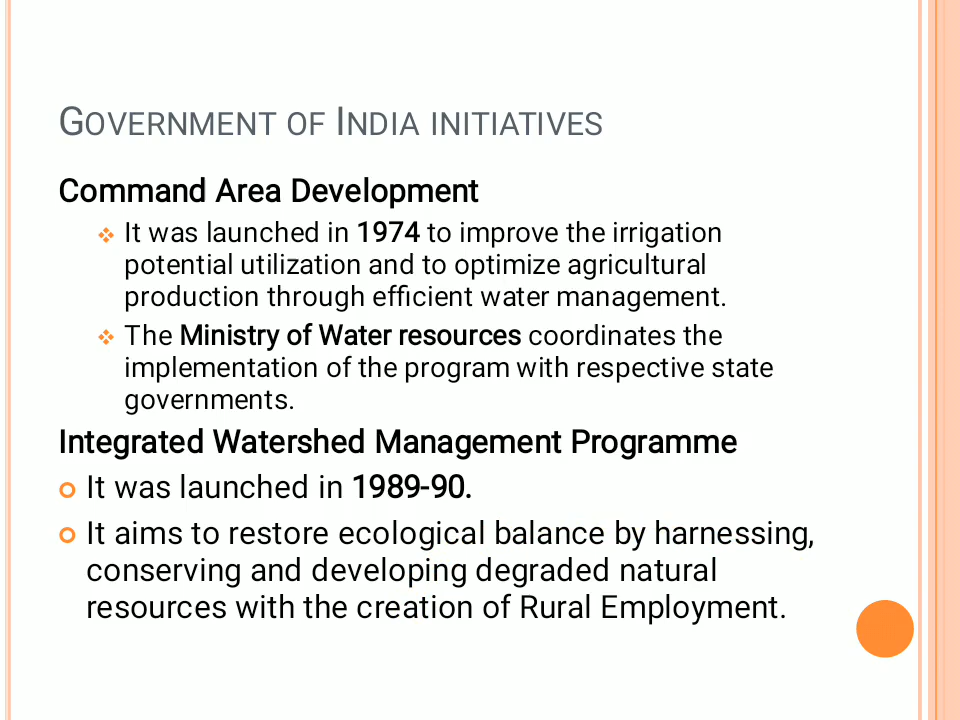 GOVERNMENT OF INDIA INITIATIVES
Command Area Development
It was launched in 1974 to improve the irrigation
potential utilization and to optimize agricultural
production through efficient water management.
The Ministry of Water resources coordinates the
implementation of the program with respective state
governments.
Integrated Watershed Management Programme
It was launched in 1989-90.
It aims to restore ecological balance by harnessing,
conserving and developing degraded natural
resources with the creation of Rural Employment.